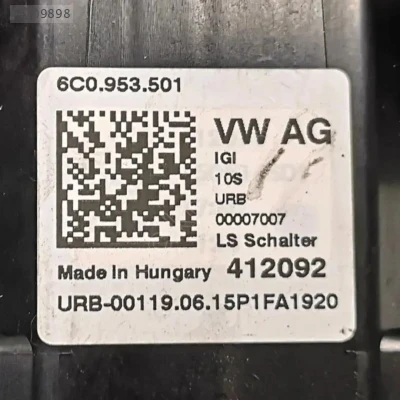 9898
6C0.953.501
VW AG
IGI
10S
URB
00007007
LS Schalter
Made In Hungary 412092
URB-00119.06.15P1FA1920